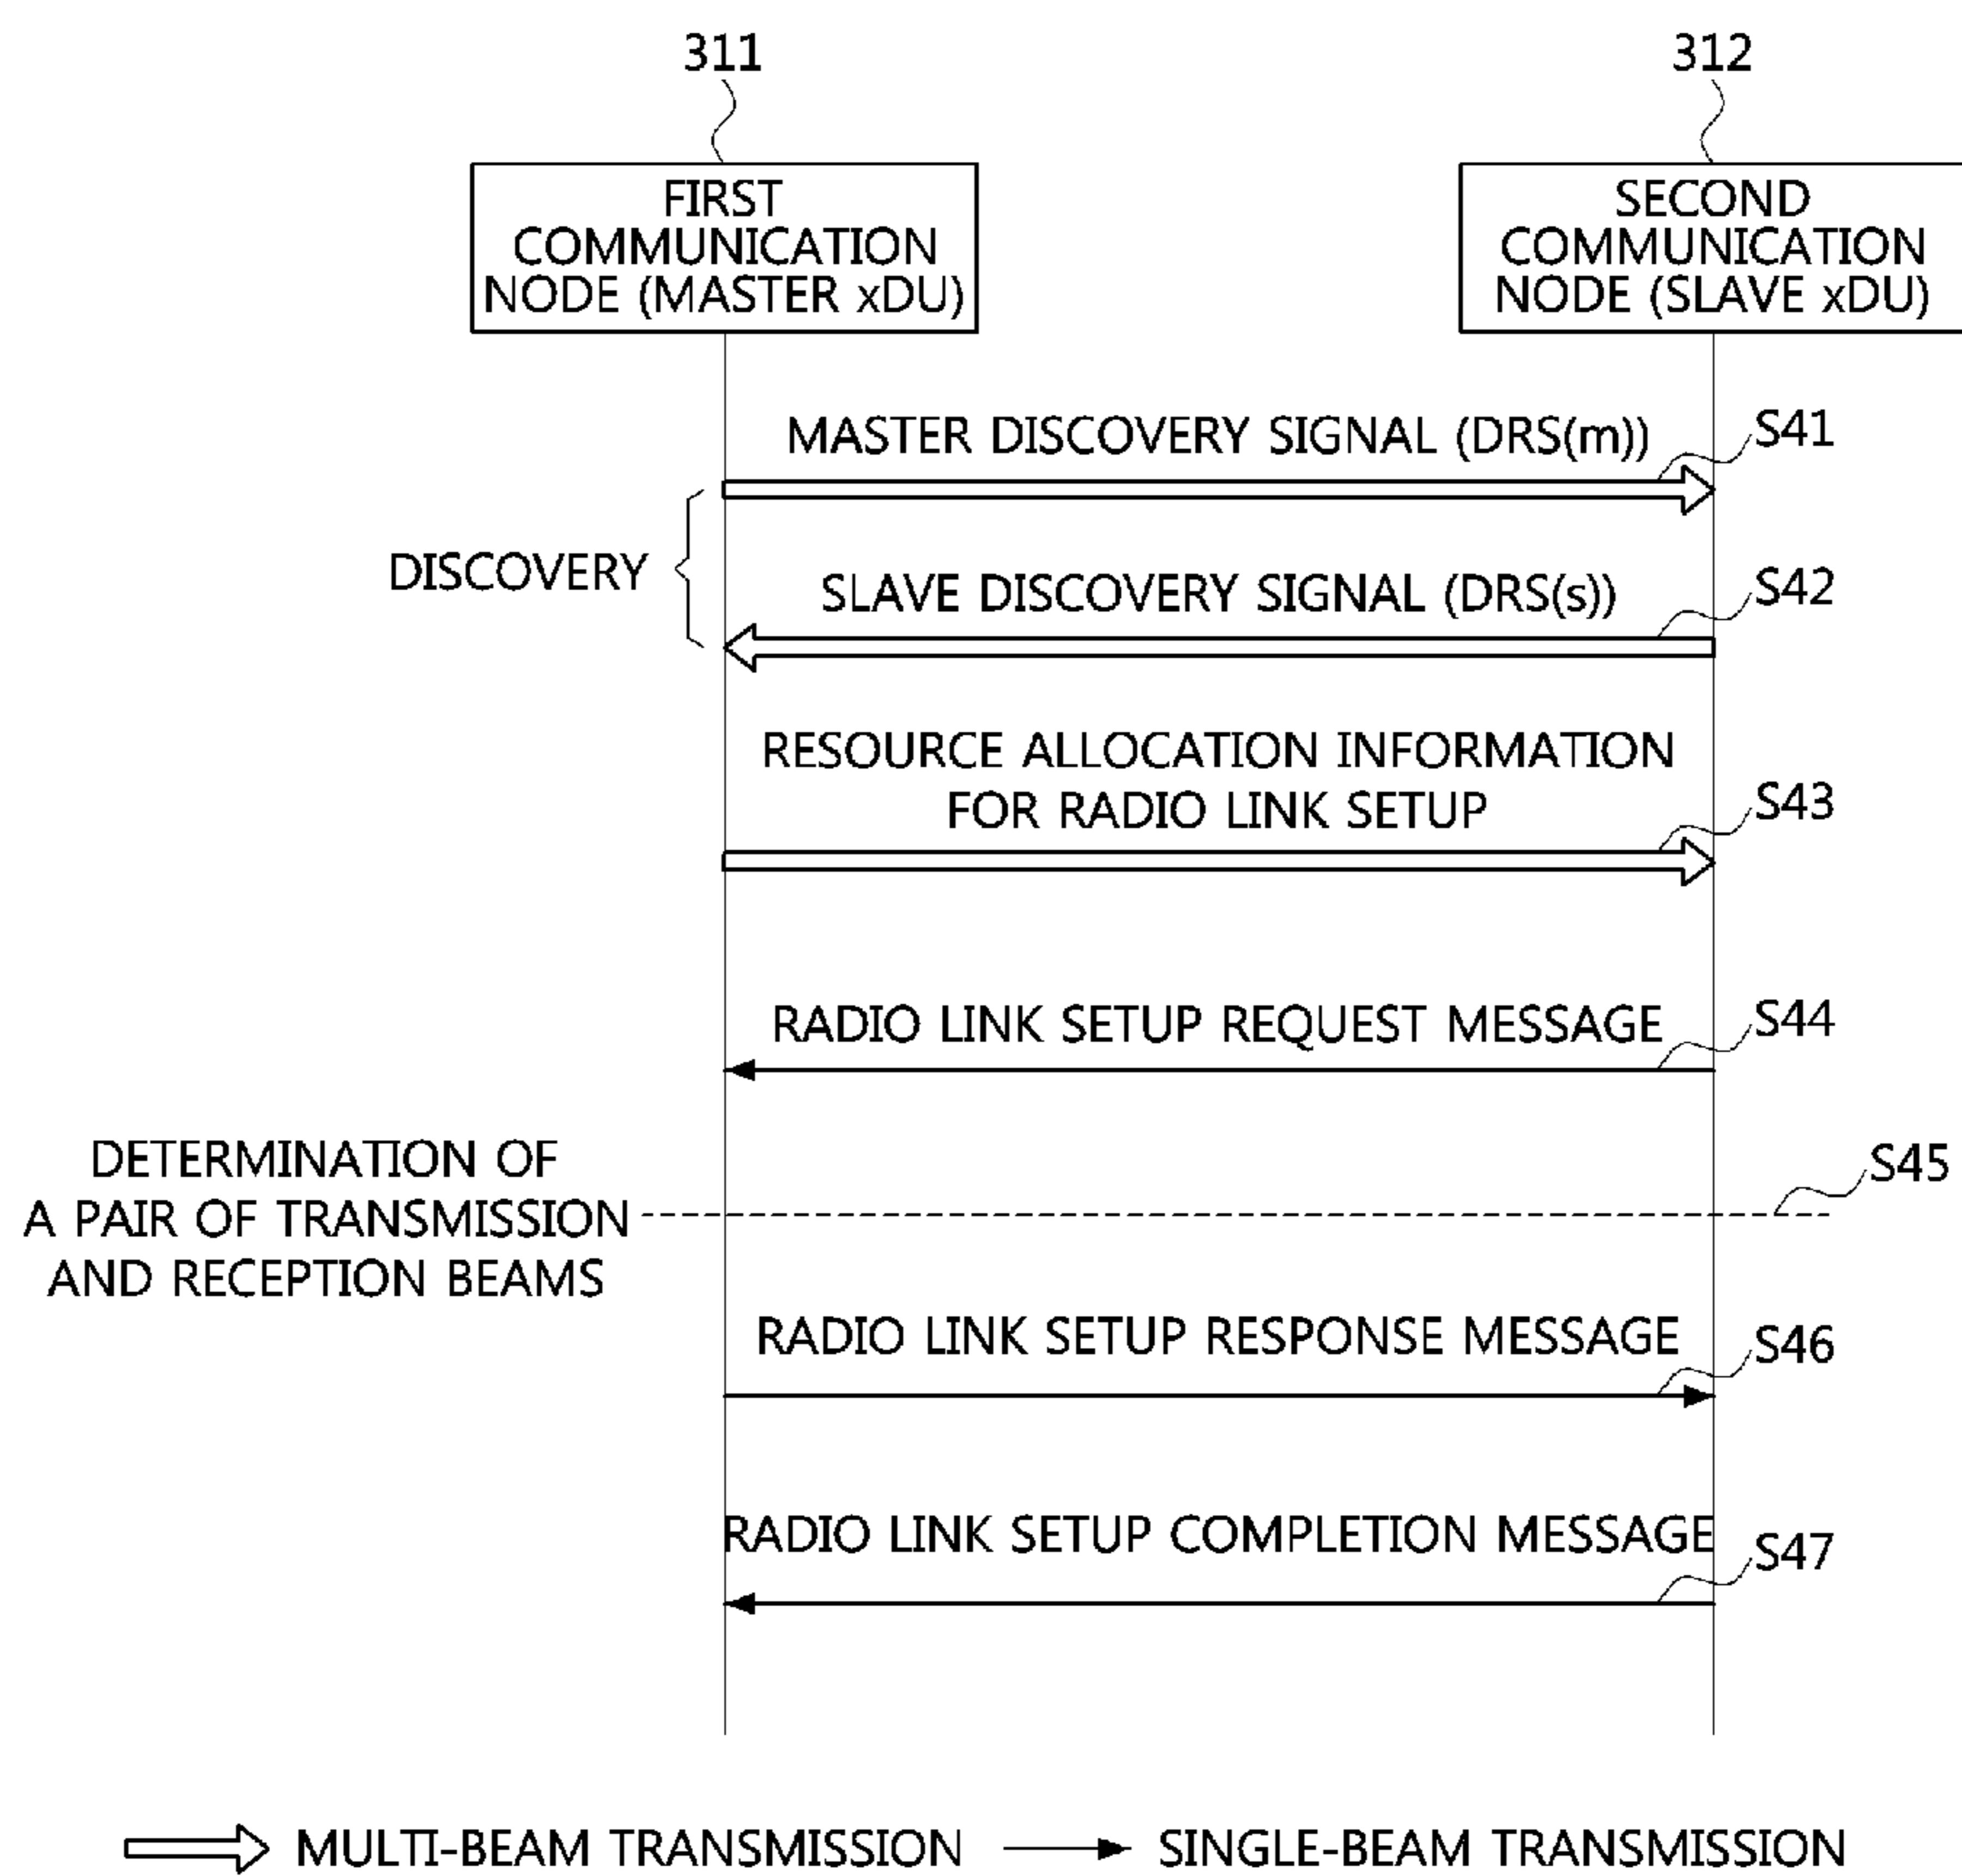 311
312
FIRST
COMMUNICATION
NODE (MASTER xDU)
SECOND
COMMUNICATION
NODE (SLAVE xDU)
MASTER DISCOVERY SIGNAL (DRS(m))
S41
DISCOVERY
SLAVE DISCOVERY SIGNAL (DRS(s))
S42
RESOURCE ALLOCATION INFORMATION
FOR RADIO LINK SETUP
S43
RADIO LINK SETUP REQUEST MESSAGE
S44
DETERMINATION OF
A PAIR OF TRANSMISSION
AND RECEPTION BEAMS
S45
RADIO LINK SETUP RESPONSE MESSAGE
S46
RADIO LINK SETUP COMPLETION MESSAGE
S47
MULTI-BEAM TRANSMISSION
SINGLE-BEAM TRANSMISSION